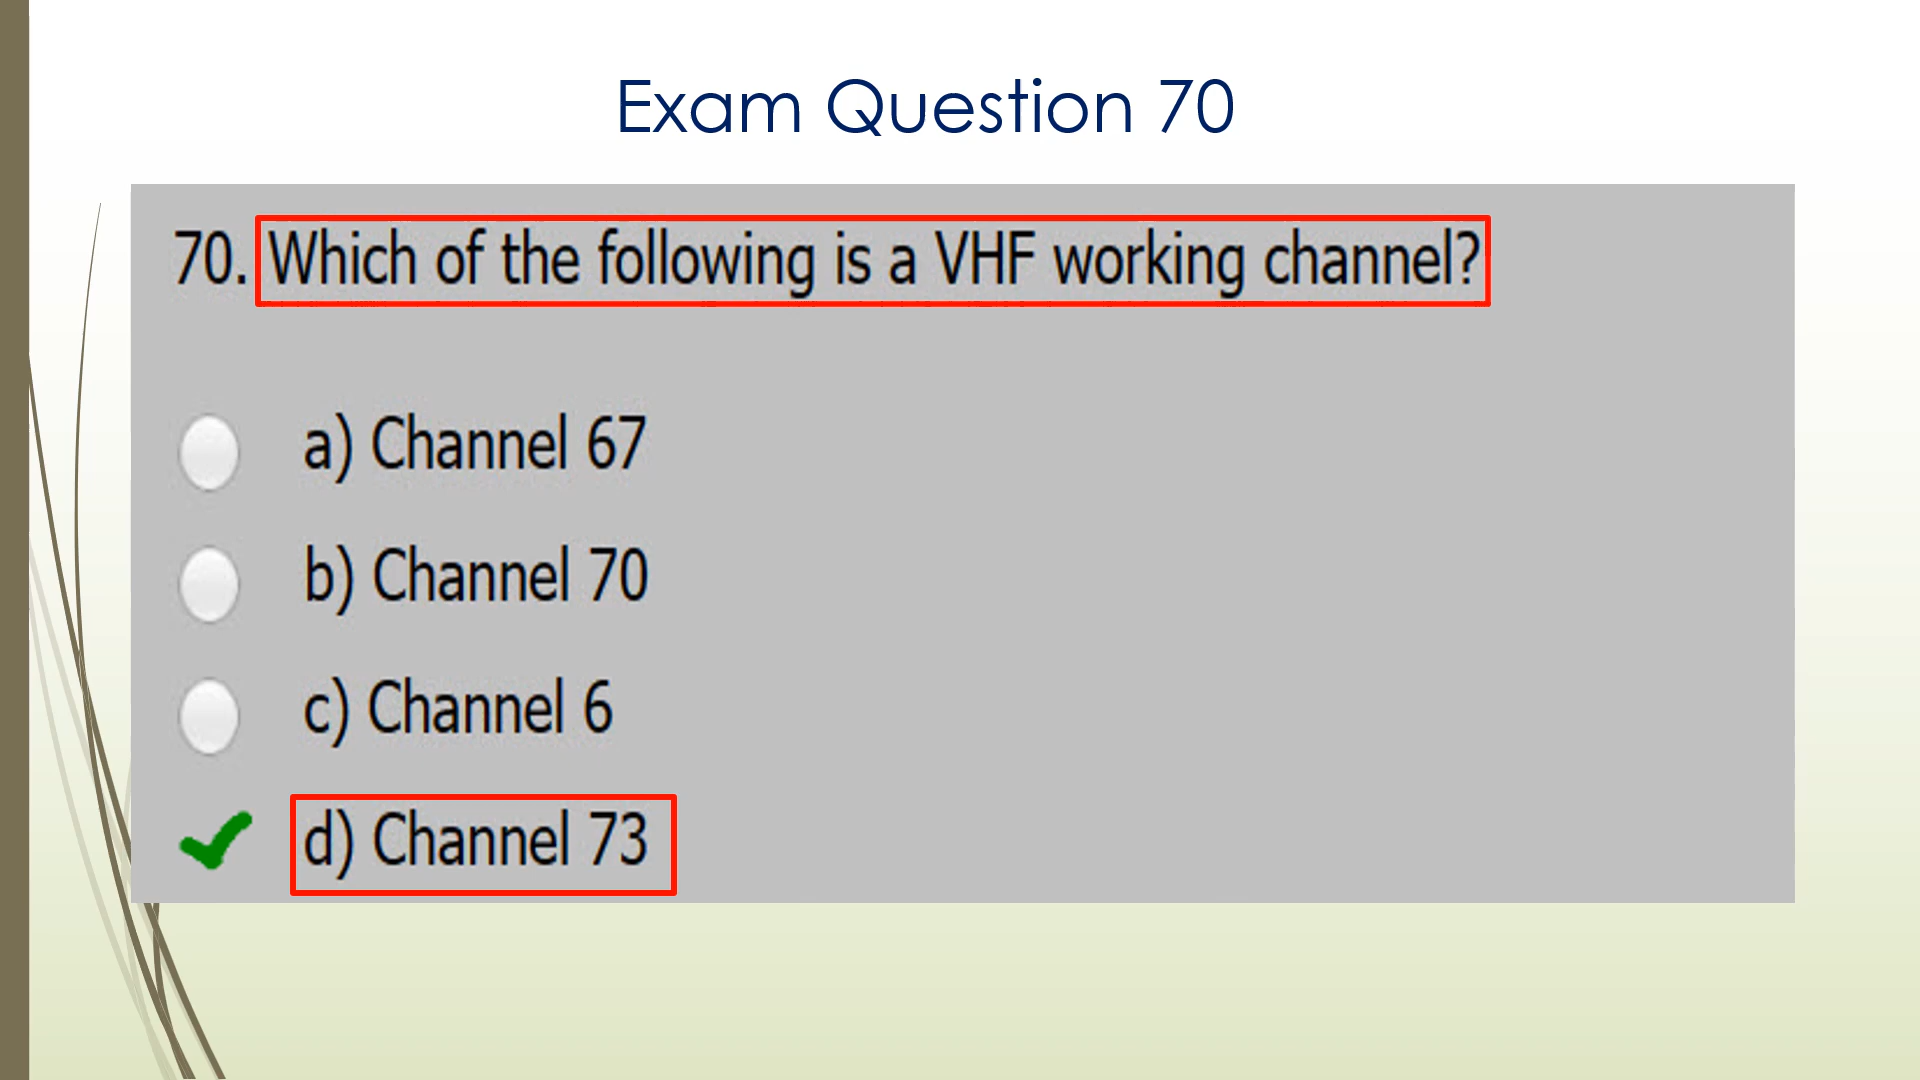 Exam Question 70
70. Which of the following is a VHF working channel?
a) Channel 67
b) Channel 70
c) Channel 6
d) Channel 73